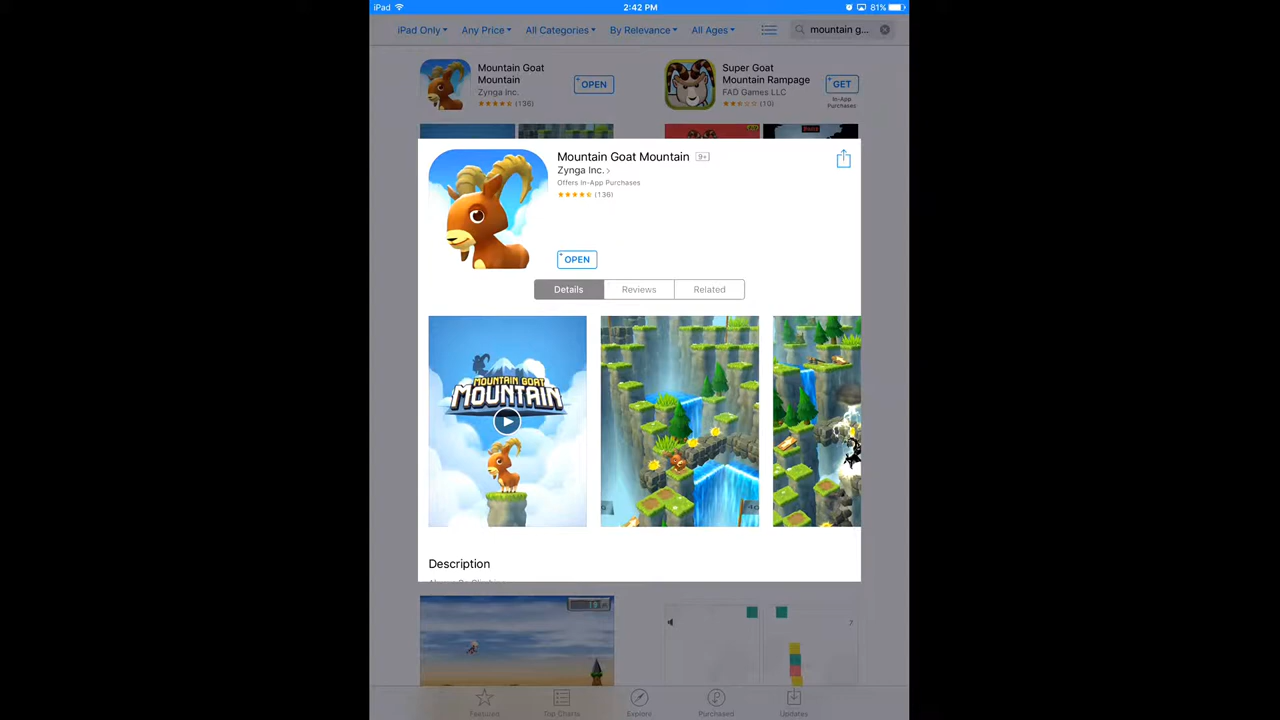 iPad 2:42 PM 81%
iPad Only Any Price All Categories By Relevance All Ages mountain g...
Mountain Goat Mountain
Zynga Inc.
(136)
OPEN
Super Goat Mountain Rampage
FAD Games LLC
(10)
GET
In-App Purchases
Mountain Goat Mountain 9+
Zynga Inc. >
Offers In-App Purchases
(136)
OPEN
Details Reviews Related
MOUNTAIN GOAT
MOUNTAIN
Description
7
Featured Top Charts Explore Purchased Updates